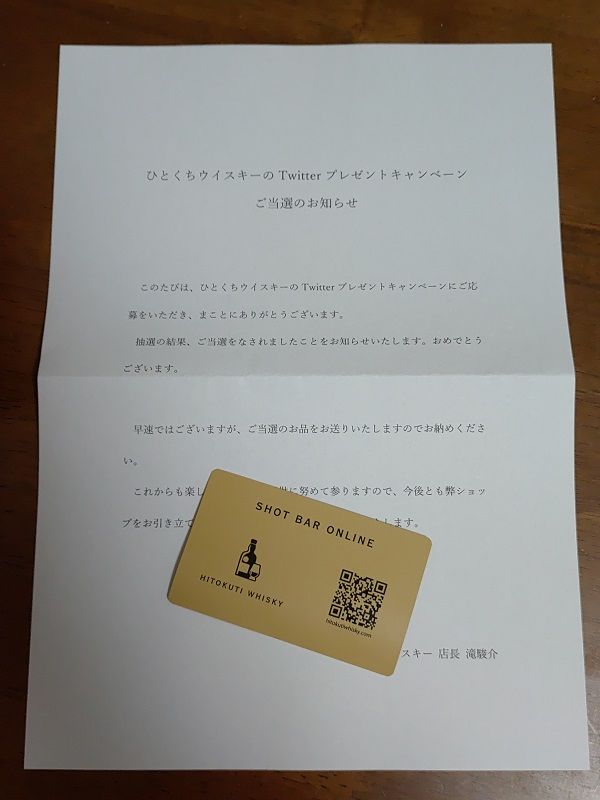 ひとくちウイスキーの Twitter プレゼントキャンペーン
ご当選のお知らせ
このたびは、ひとくちウイスキーの Twitter プレゼントキャンペーンにご応
募をいただき、まことにありがとうございます。
抽選の結果、ご当選をなされましたことをお知らせいたします。おめでとう
ございます。
早速ではございますが、ご当選のお品をお送りいたしますのでお納めくださ
い。
これからも楽し に努めて参りますので、今後とも弊ショッ
プをお引き立て します。
SHOT BAR ONLINE
HITOKUTI WHISKY
hitokutiwhisky.com
スキー 店長 滝駿介